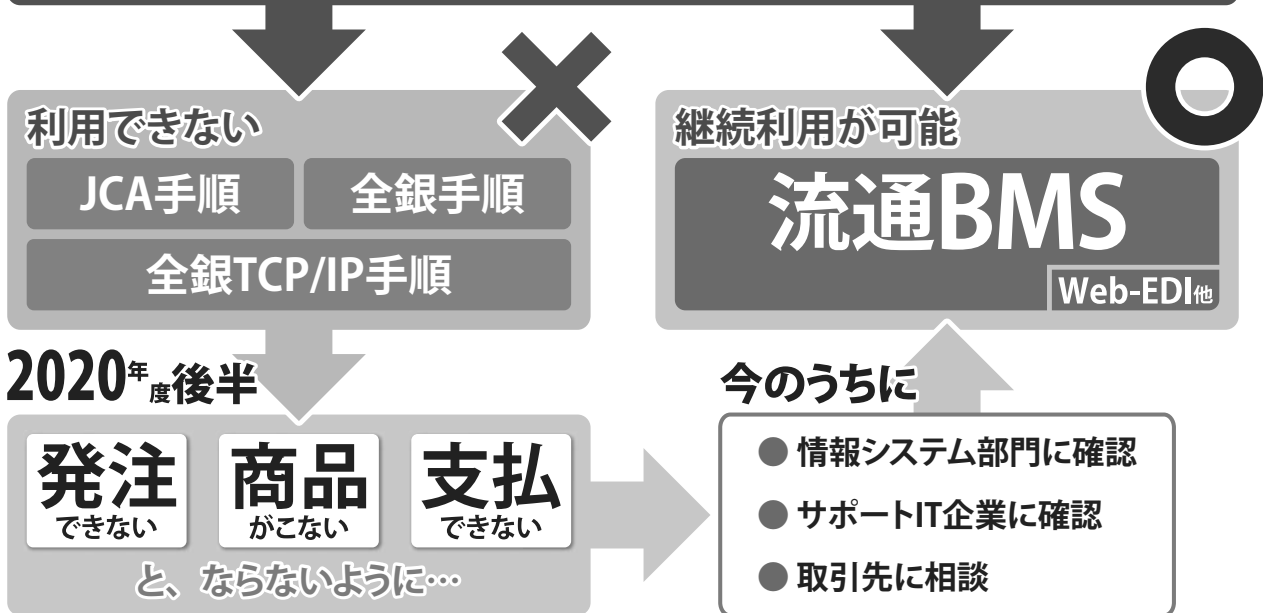 利用できない
JCA手順
全銀手順
全銀TCP/IP手順
継続利用が可能
流通BMS
Web-EDI他
2020年度後半
発注
できない
商品
がこない
支払
できない
と、ならないように…
今のうちに
● 情報システム部門に確認
● サポートIT企業に確認
● 取引先に相談